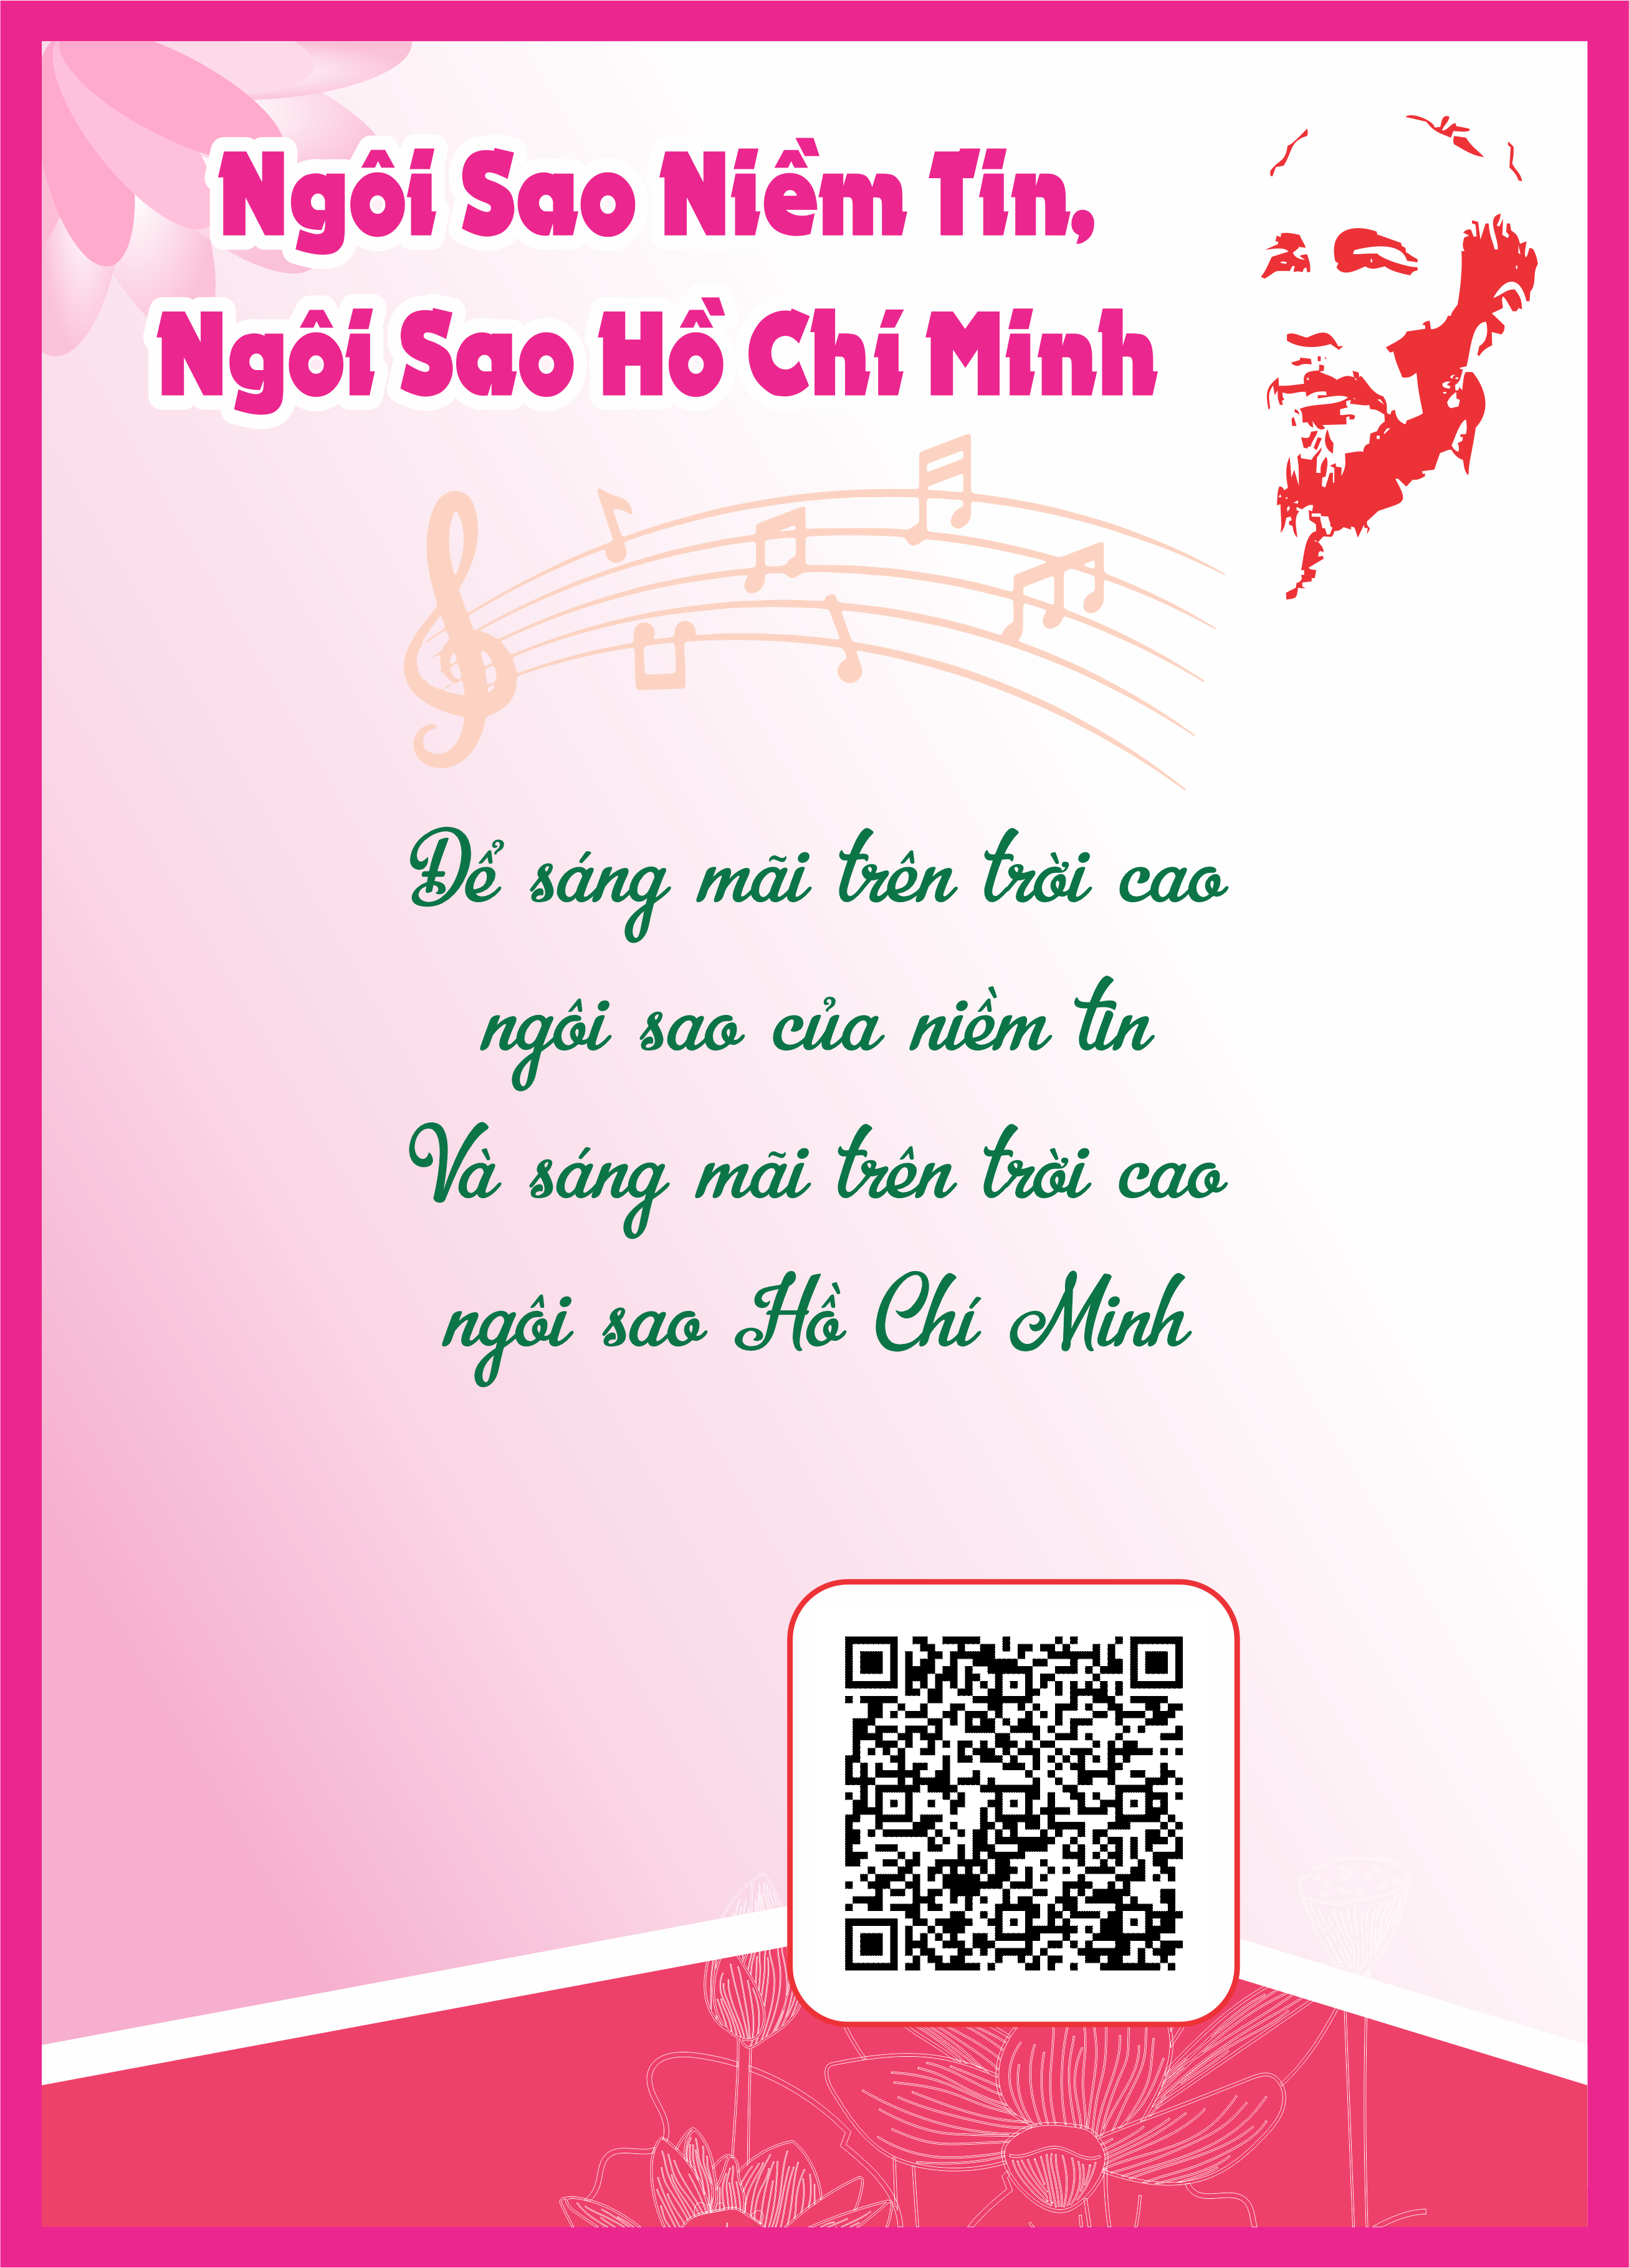 Ngôi Sao Niềm Tin,
Ngôi Sao Hồ Chí Minh
Để sáng mãi trên trời cao
ngôi sao của niềm tin
Và sáng mãi trên trời cao
ngôi sao Hồ Chí Minh